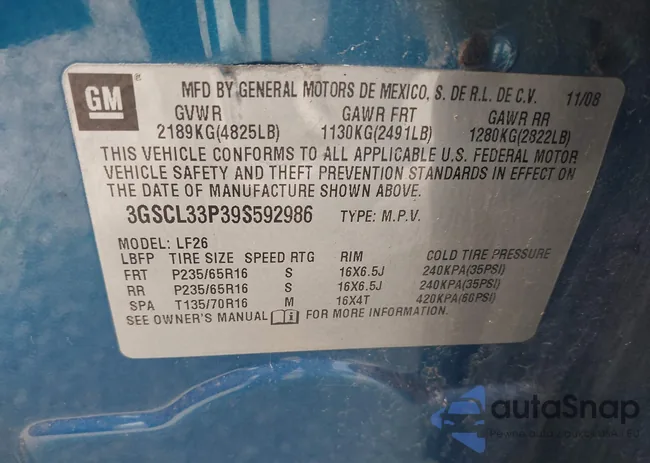 GM
MFD BY GENERAL MOTORS DE MEXICO, S. DE R.L. DE C.V. 11/08
GVWR GAWR FRT GAWR RR
2189KG(4825LB) 1130KG(2491LB) 1280KG(2822LB)
THIS VEHICLE CONFORMS TO ALL APPLICABLE U.S. FEDERAL MOTOR
VEHICLE SAFETY AND THEFT PREVENTION STANDARDS IN EFFECT ON
THE DATE OF MANUFACTURE SHOWN ABOVE.
3GSCL33P39S592986 TYPE: M.P.V.
MODEL: LF26
LBFP TIRE SIZE SPEED RTG RIM COLD TIRE PRESSURE
FRT P235/65R16 S 16X6.5J 240KPA(35PSI)
RR P235/65R16 S 16X6.5J 240KPA(35PSI)
SPA T135/70R16 M 16X4T 420KPA(60PSI)
SEE OWNER'S MANUAL FOR MORE INFORMATION.
autoSnap